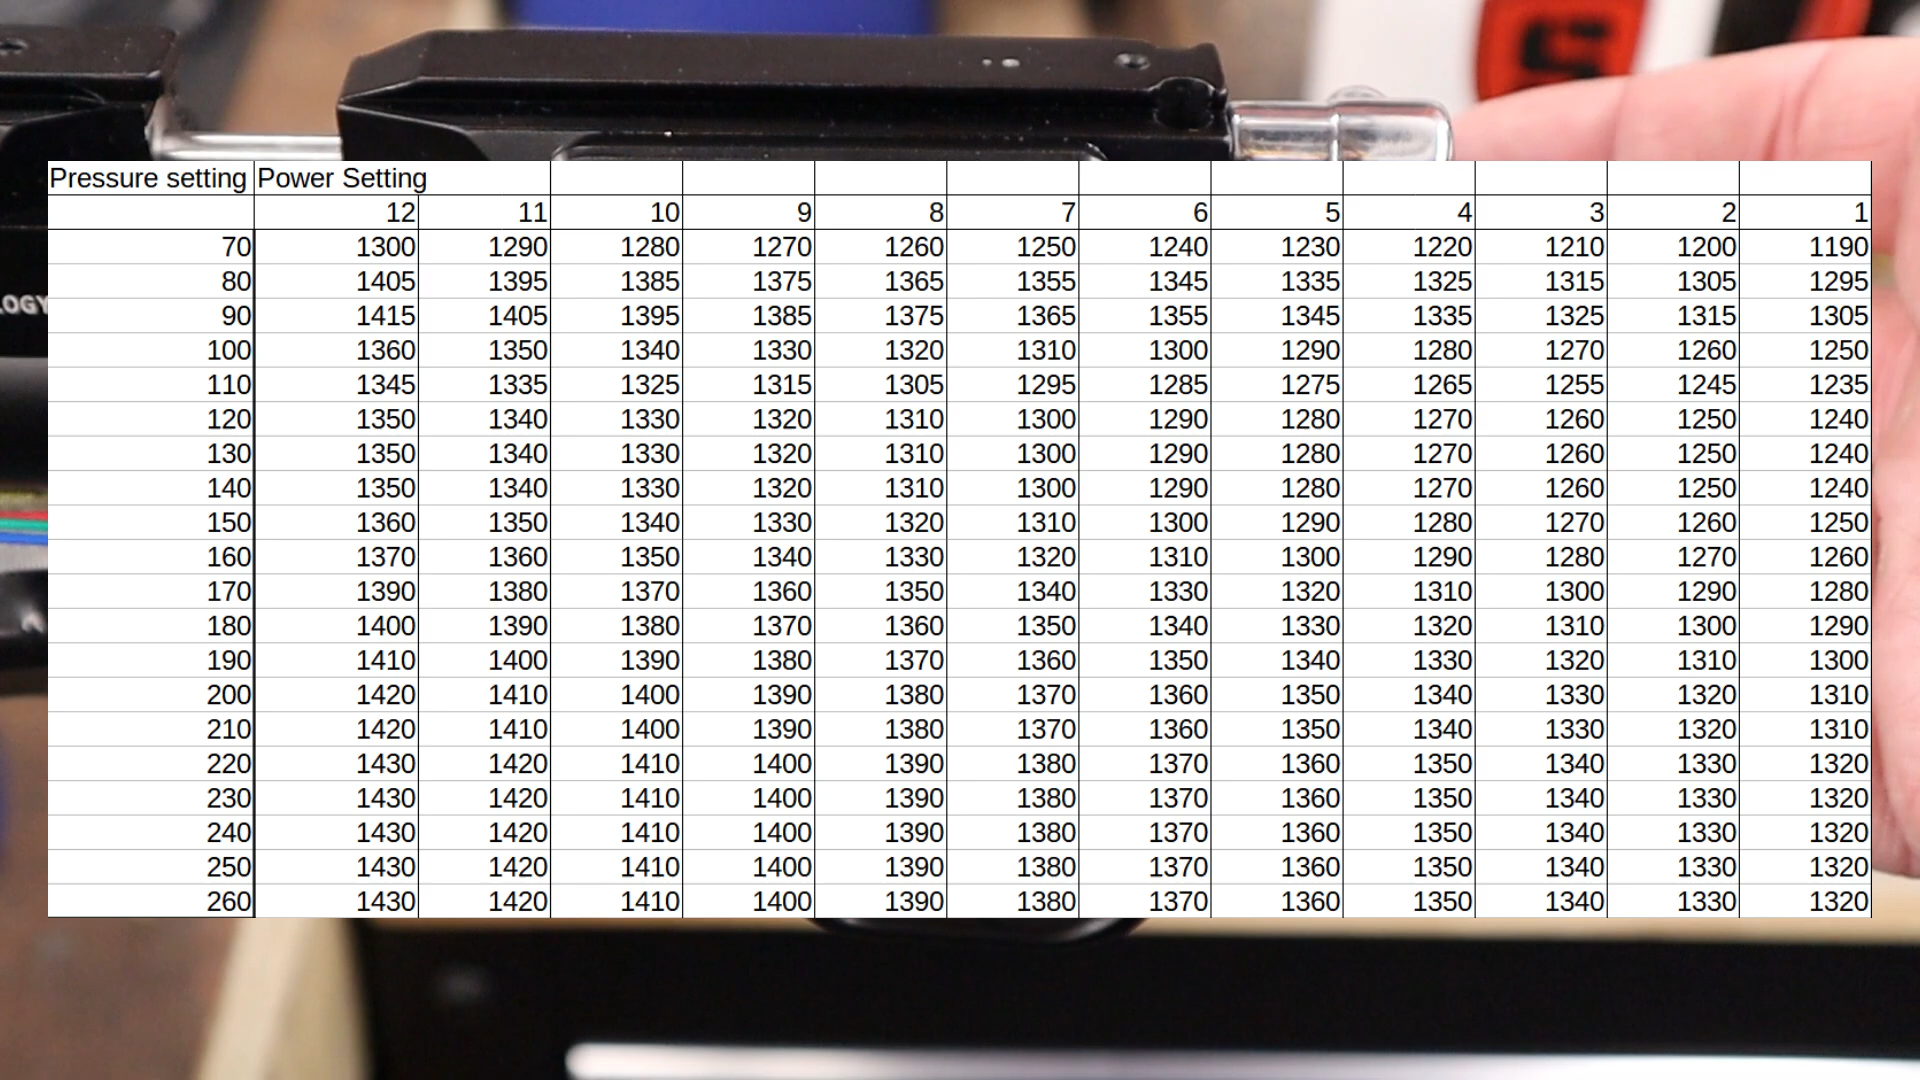 Pressure setting Power Setting
12 11 10 9 8 7 6 5 4 3 2 1
70 1300 1290 1280 1270 1260 1250 1240 1230 1220 1210 1200 1190
80 1405 1395 1385 1375 1365 1355 1345 1335 1325 1315 1305 1295
90 1415 1405 1395 1385 1375 1365 1355 1345 1335 1325 1315 1305
100 1360 1350 1340 1330 1320 1310 1300 1290 1280 1270 1260 1250
110 1345 1335 1325 1315 1305 1295 1285 1275 1265 1255 1245 1235
120 1350 1340 1330 1320 1310 1300 1290 1280 1270 1260 1250 1240
130 1350 1340 1330 1320 1310 1300 1290 1280 1270 1260 1250 1240
140 1350 1340 1330 1320 1310 1300 1290 1280 1270 1260 1250 1240
150 1360 1350 1340 1330 1320 1310 1300 1290 1280 1270 1260 1250
160 1370 1360 1350 1340 1330 1320 1310 1300 1290 1280 1270 1260
170 1390 1380 1370 1360 1350 1340 1330 1320 1310 1300 1290 1280
180 1400 1390 1380 1370 1360 1350 1340 1330 1320 1310 1300 1290
190 1410 1400 1390 1380 1370 1360 1350 1340 1330 1320 1310 1300
200 1420 1410 1400 1390 1380 1370 1360 1350 1340 1330 1320 1310
210 1420 1410 1400 1390 1380 1370 1360 1350 1340 1330 1320 1310
220 1430 1420 1410 1400 1390 1380 1370 1360 1350 1340 1330 1320
230 1430 1420 1410 1400 1390 1380 1370 1360 1350 1340 1330 1320
240 1430 1420 1410 1400 1390 1380 1370 1360 1350 1340 1330 1320
250 1430 1420 1410 1400 1390 1380 1370 1360 1350 1340 1330 1320
260 1430 1420 1410 1400 1390 1380 1370 1360 1350 1340 1330 1320